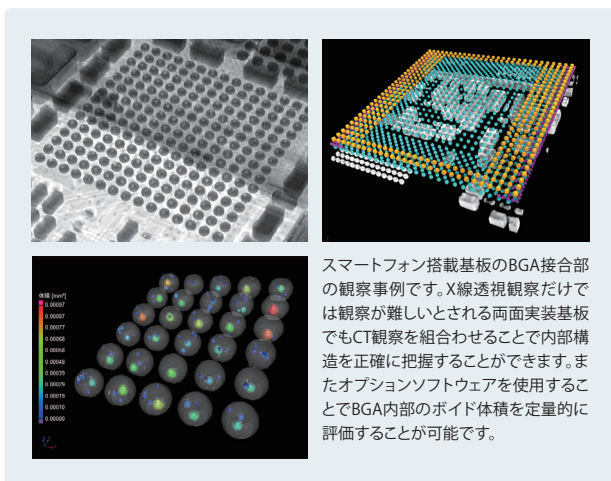 スマートフォン搭載基板のBGA接合部
の観察事例です。X線透視観察だけで
は観察が難しいとされる両面実装基板
でもCT観察を組合わせることで内部構
造を正確に把握することができます。ま
たオプションソフトウェアを使用するこ
とでBGA内部のボイド体積を定量的に
評価することが可能です。
体積 [mm³]
0.00097
0.00087
0.00077
0.00068
0.00058
0.00048
0.00039
0.00029
0.00019
0.00010
0.00000